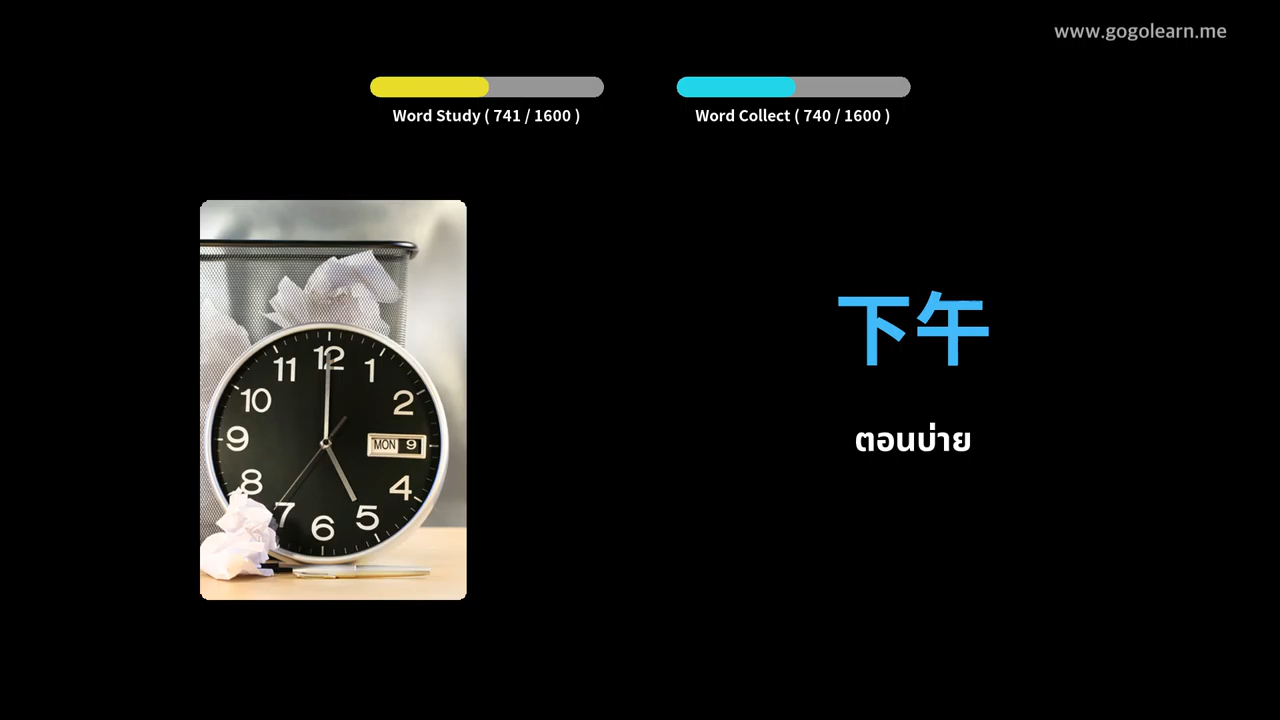 www.gogolearn.me
Word Study ( 741 / 1600 )
Word Collect ( 740 / 1600 )
12
11
1
10
2
9
MON 9
8
4
7
5
6
下午
ตอนบ่าย